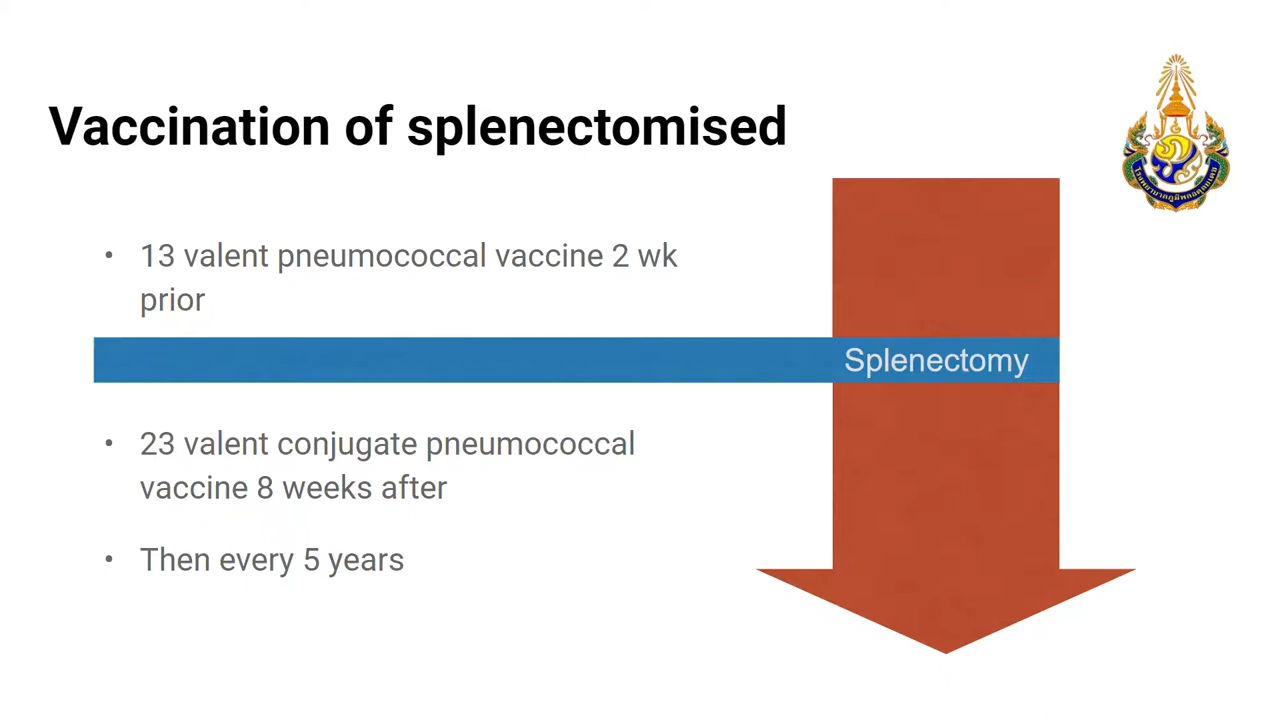 Vaccination of splenectomised
• 13 valent pneumococcal vaccine 2 wk
prior
Splenectomy
• 23 valent conjugate pneumococcal
vaccine 8 weeks after
• Then every 5 years